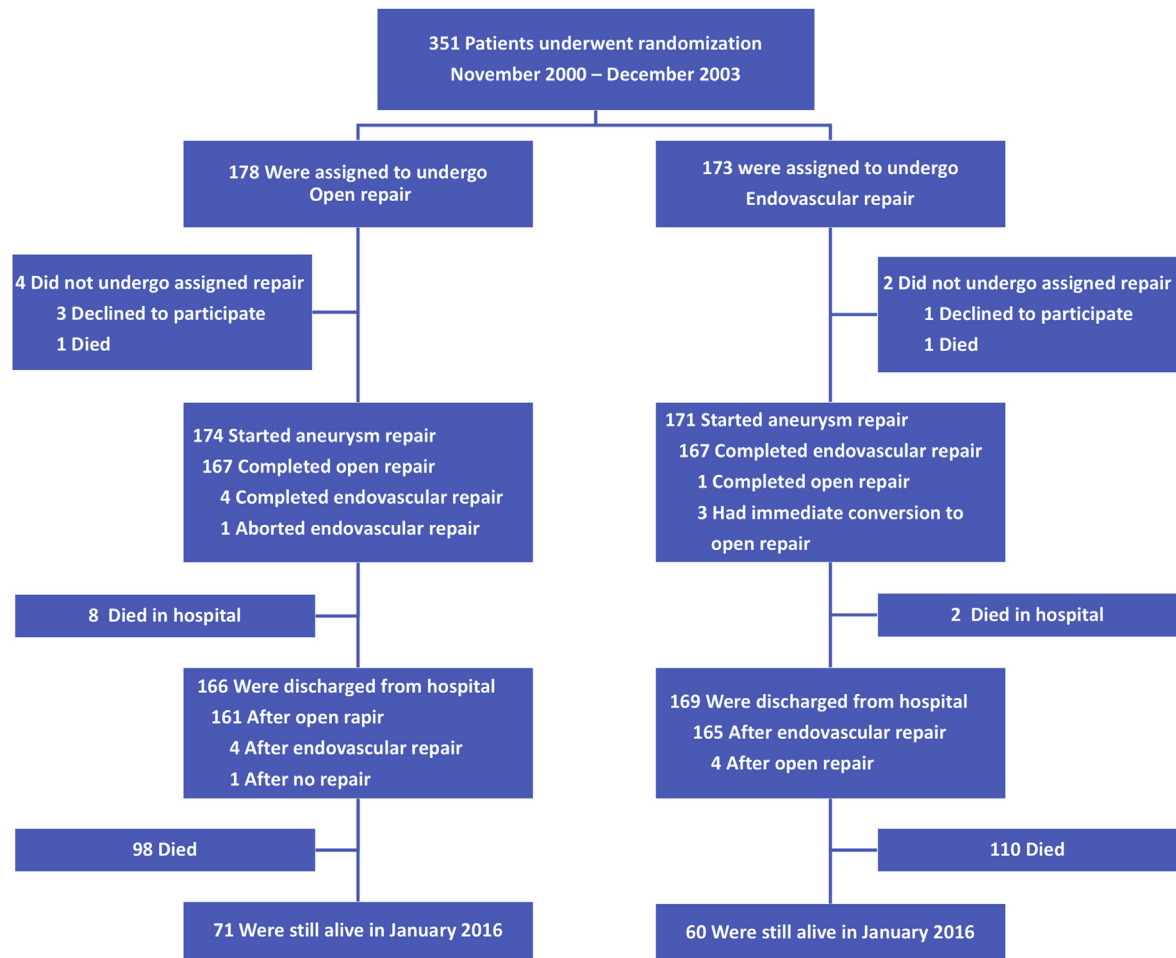 351 Patients underwent randomization
November 2000 – December 2003
178 Were assigned to undergo
Open repair
173 were assigned to undergo
Endovascular repair
4 Did not undergo assigned repair
3 Declined to participate
1 Died
2 Did not undergo assigned repair
1 Declined to participate
1 Died
174 Started aneurysm repair
167 Completed open repair
4 Completed endovascular repair
1 Aborted endovascular repair
171 Started aneurysm repair
167 Completed endovascular repair
1 Completed open repair
3 Had immediate conversion to
open repair
8 Died in hospital
2 Died in hospital
166 Were discharged from hospital
161 After open rapir
4 After endovascular repair
1 After no repair
169 Were discharged from hospital
165 After endovascular repair
4 After open repair
98 Died
110 Died
71 Were still alive in January 2016
60 Were still alive in January 2016